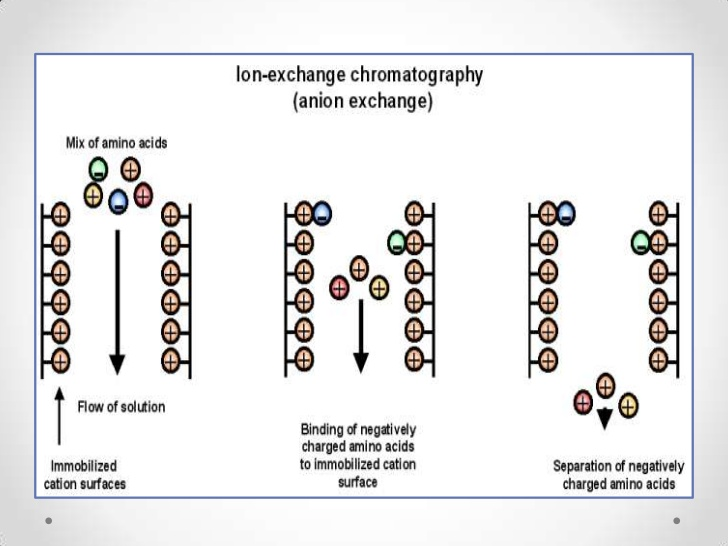 Ion-exchange chromatography
(anion exchange)
Mix of amino acids
Flow of solution
Immobilized
cation surfaces
Binding of negatively
charged amino acids
to immobilized cation
surface
Separation of negatively
charged amino acids